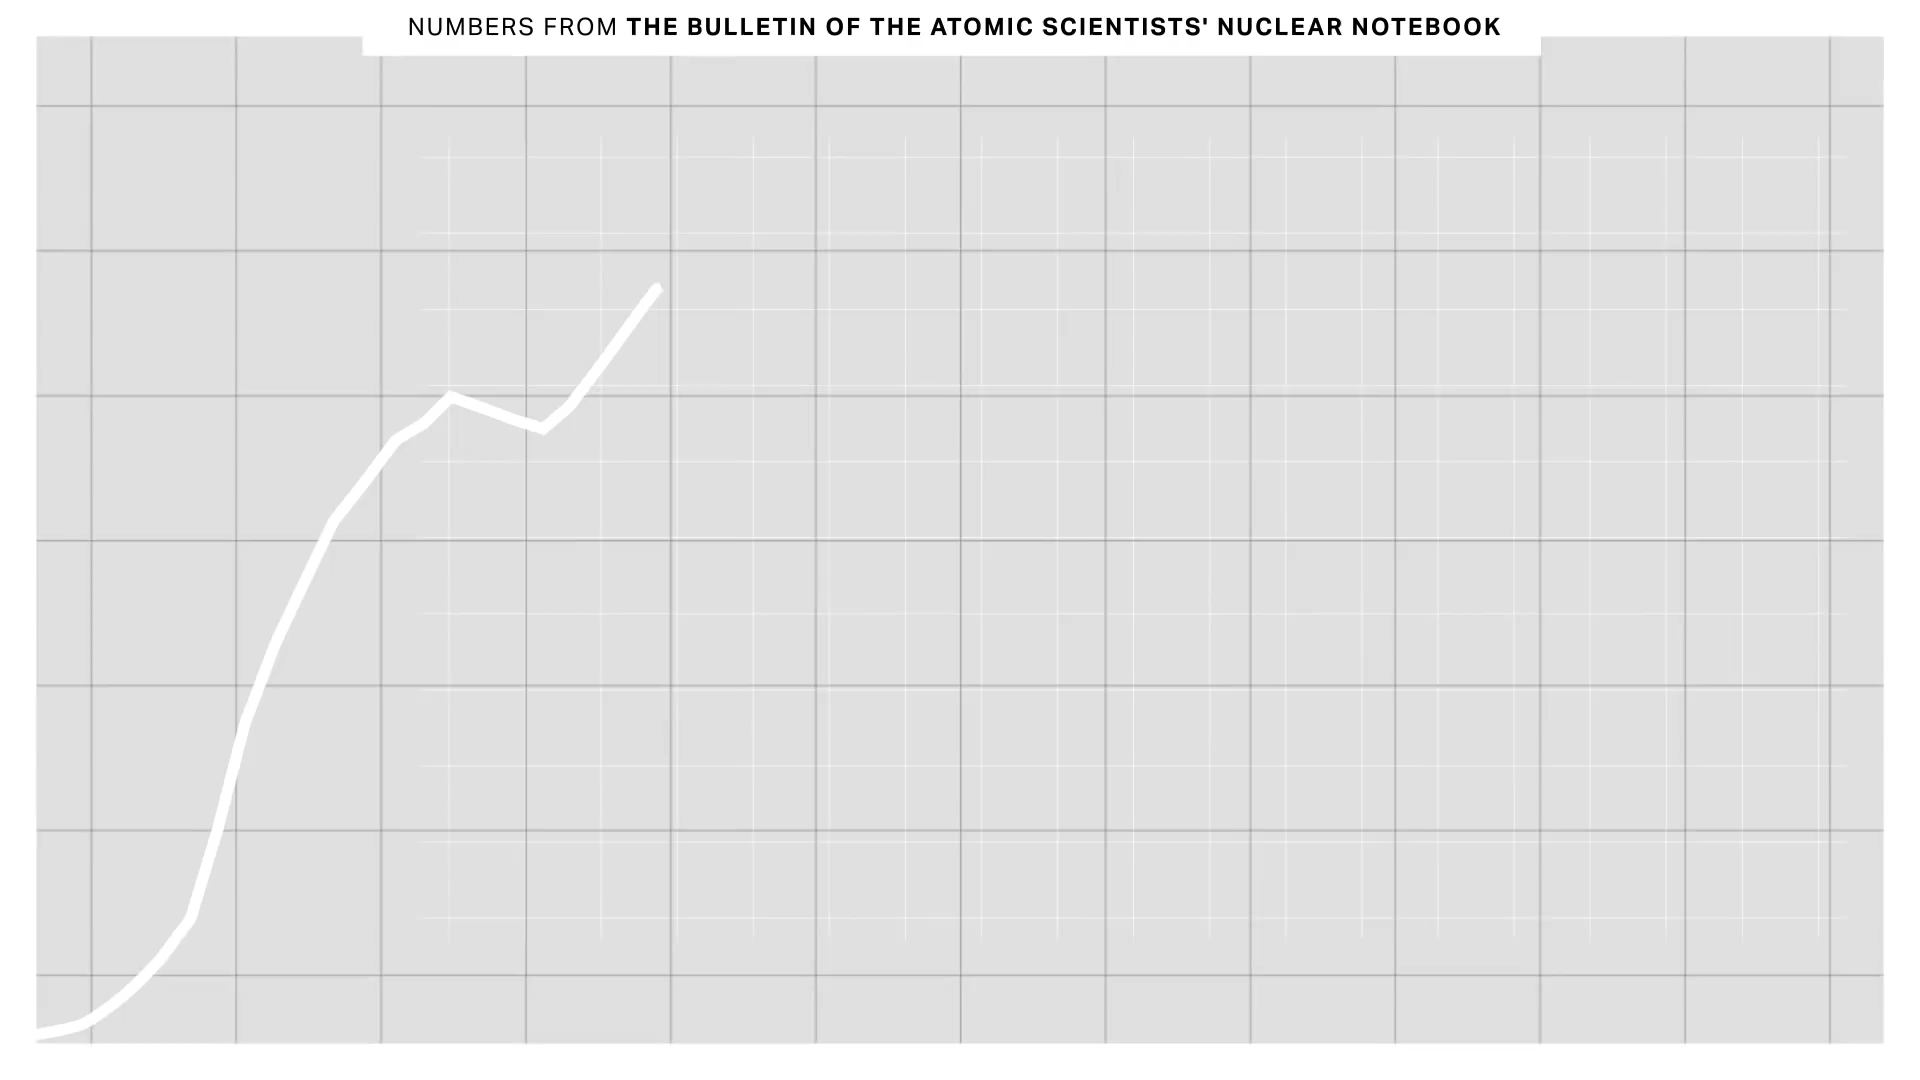 NUMBERS FROM THE BULLETIN OF THE ATOMIC SCIENTISTS' NUCLEAR NOTEBOOK